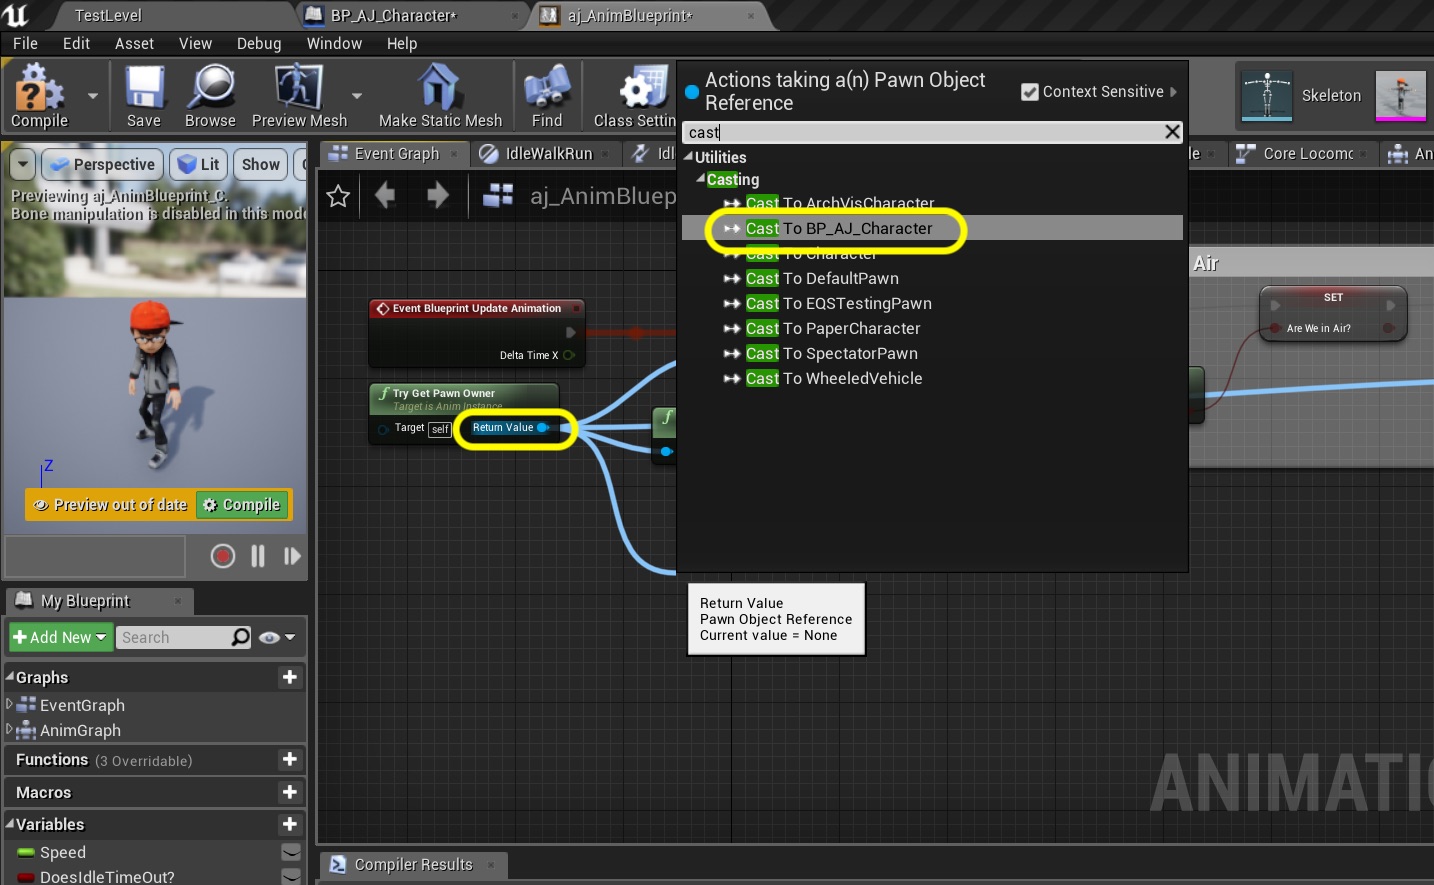 TestLevel
BP_AJ_Character*
aj_AnimBlueprint*
File Edit Asset View Debug Window Help
Compile
Save
Browse
Preview Mesh
Make Static Mesh
Find
Class Settin
Actions taking a(n) Pawn Object
Reference
Context Sensitive
Skeleton
cast
Perspective
Lit
Show
Event Graph
IdleWalkRun
Core Locomo
Previewing aj_AnimBlueprint_C.
Bone manipulation is disabled in this mode
aj_AnimBluep
Utilities
Casting
Cast To ArchVisCharacter
Cast To BP_AJ_Character
Cast To Character
Cast To DefaultPawn
Cast To EQSTestingPawn
Cast To PaperCharacter
Cast To SpectatorPawn
Cast To WheeledVehicle
Air
SET
Are We in Air?
Event Blueprint Update Animation
Delta Time X
f Try Get Pawn Owner
Target is Anim Instance
Target self
Return Value
f
Z
Preview out of date
Compile
Return Value
Pawn Object Reference
Current value = None
My Blueprint
Add New
Search
Graphs
EventGraph
AnimGraph
Functions (3 Overridable)
Macros
Variables
Speed
DoesIdleTimeOut?
ANIMATI
Compiler Results